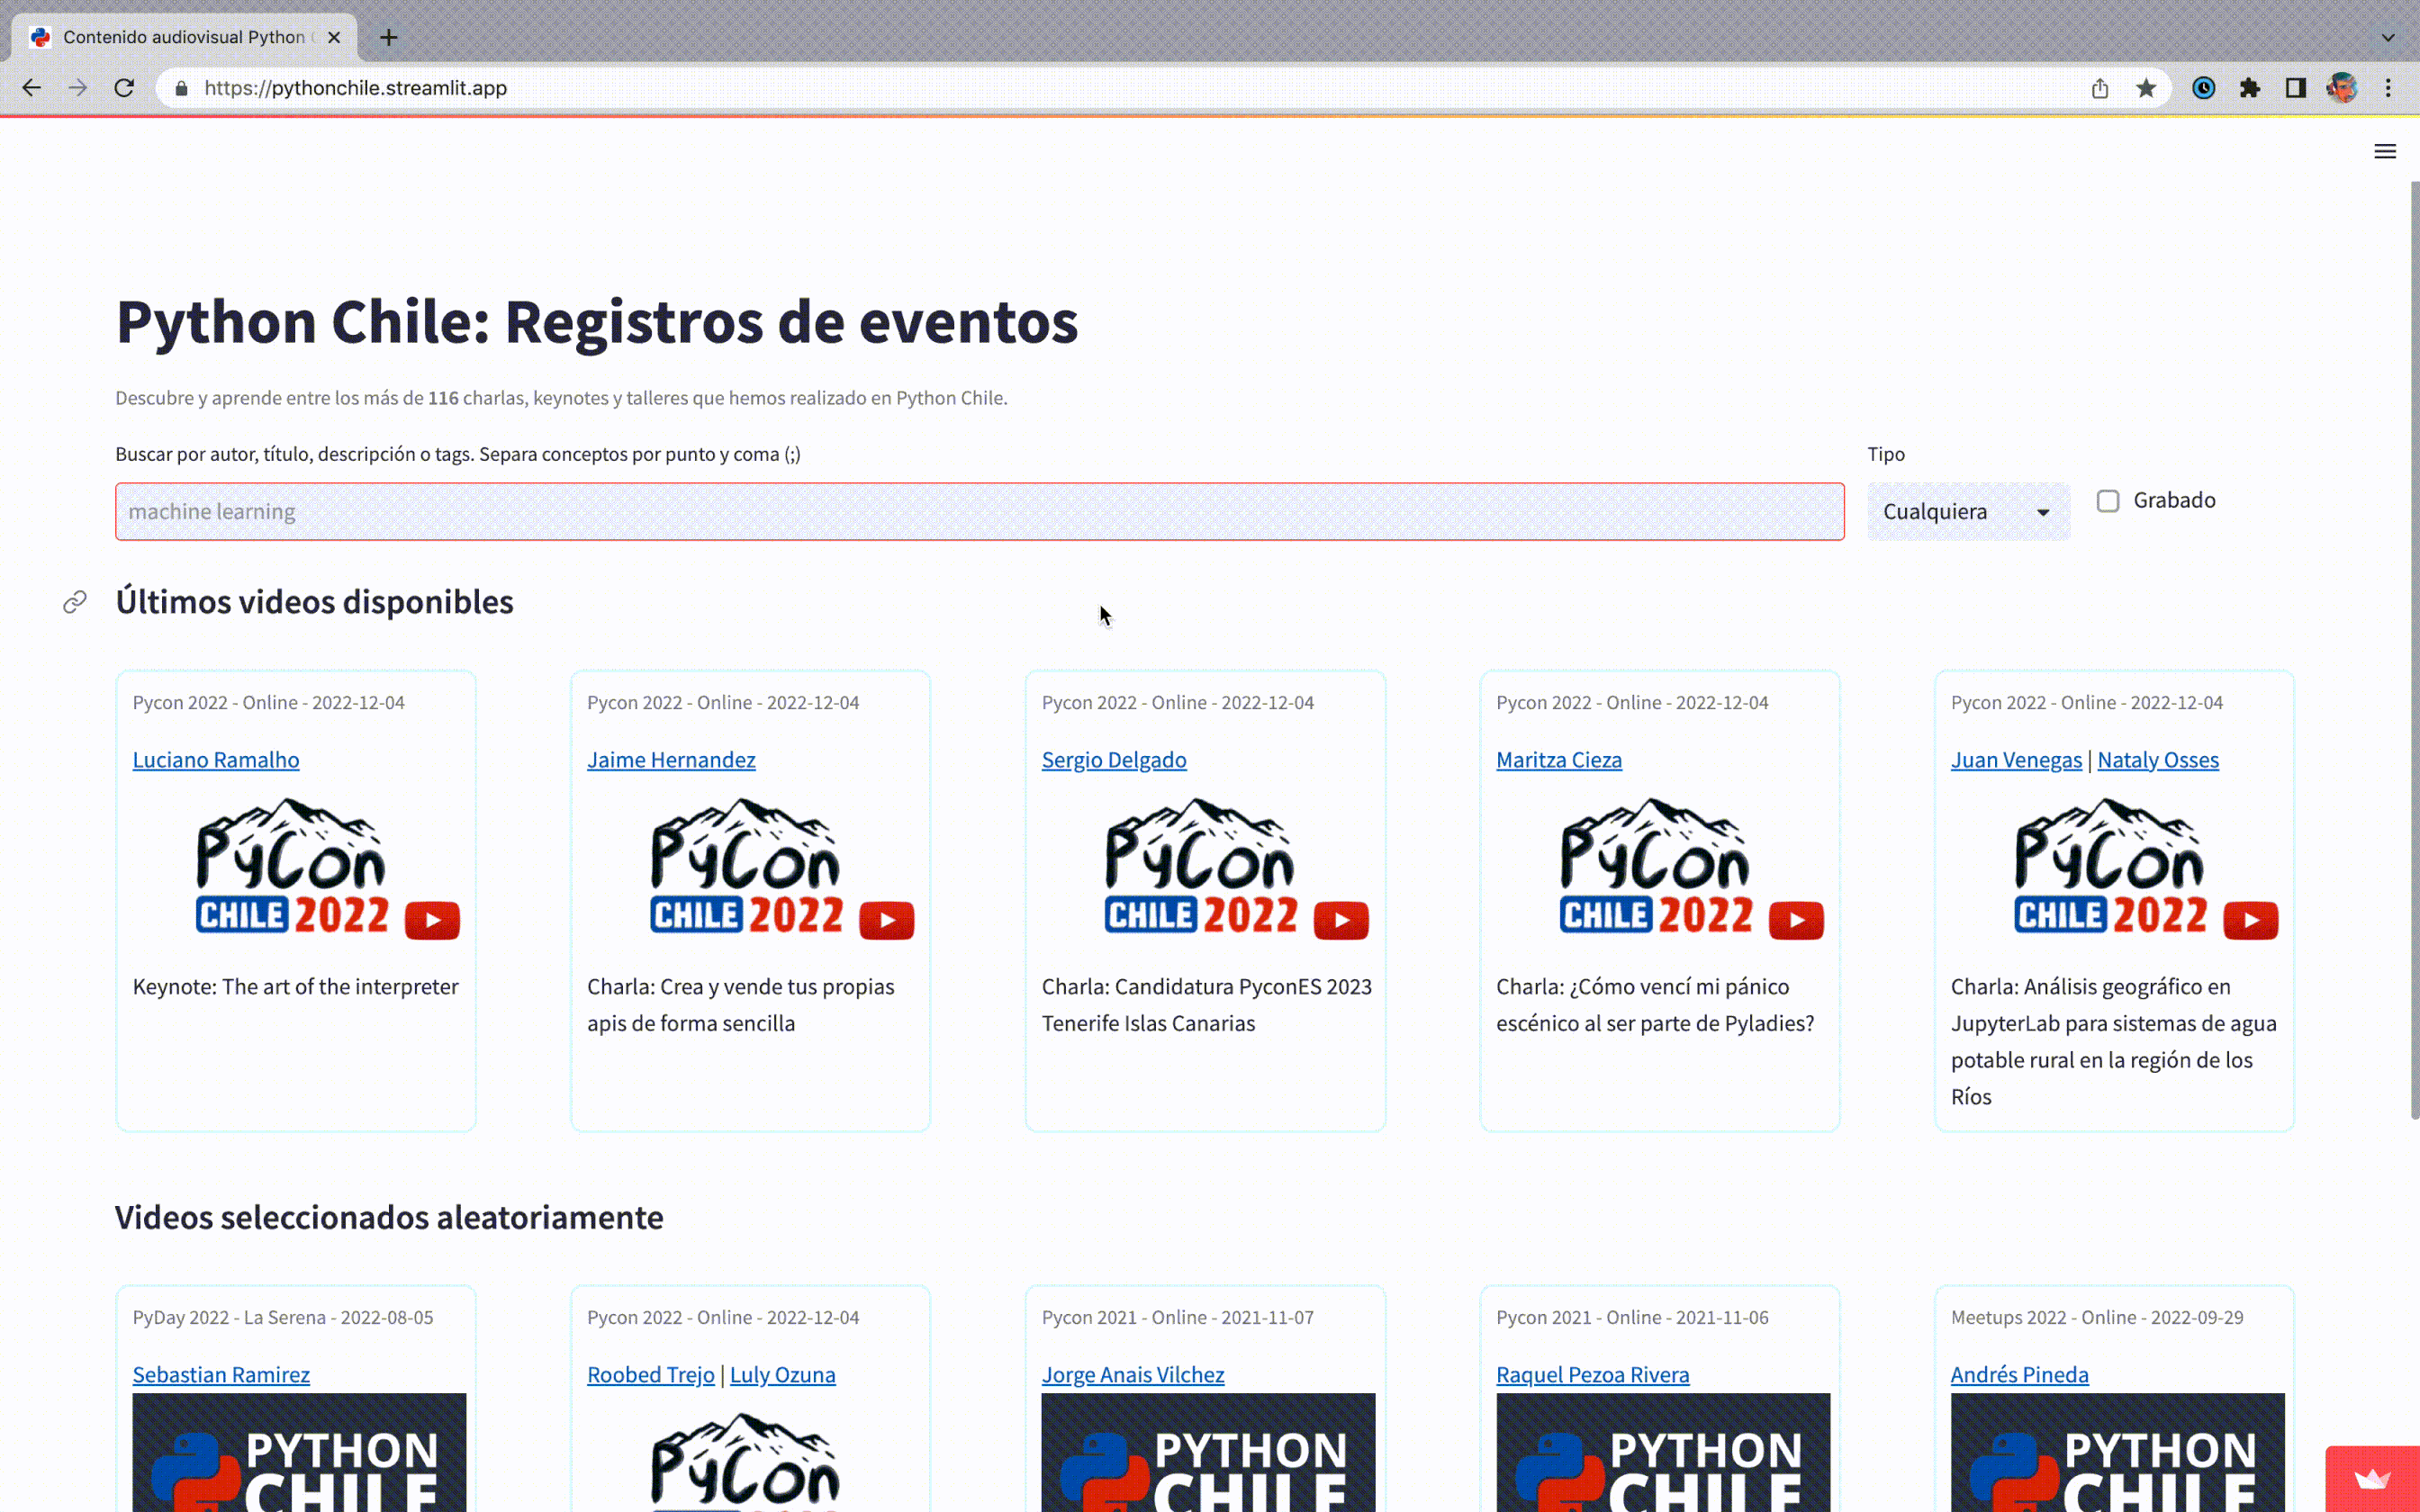 Contenido audiovisual Python
https://pythonchile.streamlit.app
Python Chile: Registros de eventos
Descubre y aprende entre los más de 116 charlas, keynotes y talleres que hemos realizado en Python Chile.
Buscar por autor, título, descripción o tags. Separa conceptos por punto y coma (;)
Tipo
machine learning
Cualquiera
Grabado
Últimos videos disponibles
Pycon 2022 - Online - 2022-12-04
Luciano Ramalho
PyCon
CHILE 2022
Keynote: The art of the interpreter
Pycon 2022 - Online - 2022-12-04
Jaime Hernandez
PyCon
CHILE 2022
Charla: Crea y vende tus propias
apis de forma sencilla
Pycon 2022 - Online - 2022-12-04
Sergio Delgado
PyCon
CHILE 2022
Charla: Candidatura PyconES 2023
Tenerife Islas Canarias
Pycon 2022 - Online - 2022-12-04
Maritza Cieza
PyCon
CHILE 2022
Charla: ¿Cómo vencí mi pánico
escénico al ser parte de Pyladies?
Pycon 2022 - Online - 2022-12-04
Juan Venegas | Nataly Osses
PyCon
CHILE 2022
Charla: Análisis geográfico en
JupyterLab para sistemas de agua
potable rural en la región de los
Ríos
Videos seleccionados aleatoriamente
PyDay 2022 - La Serena - 2022-08-05
Sebastian Ramirez
PYTHON
CHILE
Pycon 2022 - Online - 2022-12-04
Roobed Trejo | Luly Ozuna
PyCon
Pycon 2021 - Online - 2021-11-07
Jorge Anais Vilchez
PYTHON
CHILE
Pycon 2021 - Online - 2021-11-06
Raquel Pezoa Rivera
PYTHON
CHILE
Meetups 2022 - Online - 2022-09-29
Andrés Pineda
PYTHON
CHILE